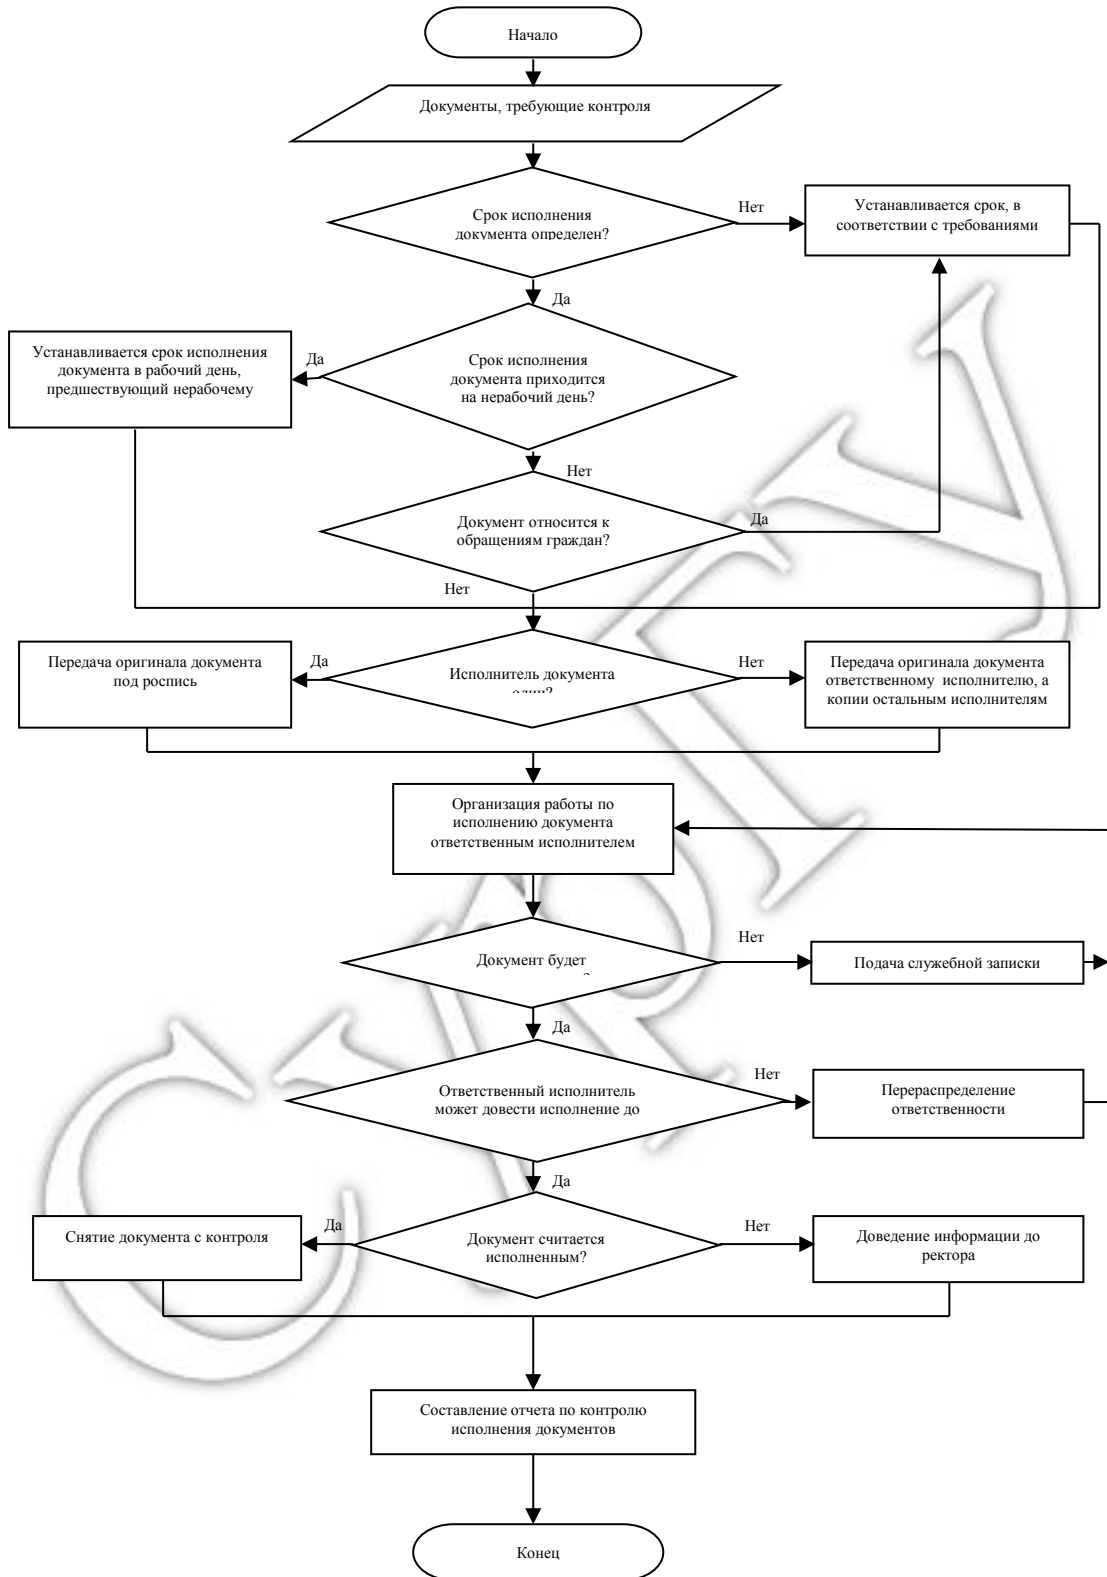 Начало
Документы, требующие контроля
Срок исполнения
документа определен?
Нет
Устанавливается срок, в
соответствии с требованиями
Да
Устанавливается срок исполнения
документа в рабочий день,
предшествующий нерабочему
Да
Срок исполнения
документа приходится
на нерабочий день?
Нет
Документ относится к
обращениям граждан?
Да
Нет
Передача оригинала документа
под роспись
Да
Исполнитель документа
один?
Нет
Передача оригинала документа
ответственному исполнителю, а
копии остальным исполнителям
Организация работы по
исполнению документа
ответственным исполнителем
Документ будет
Нет
Подача служебной записки
Да
Ответственный исполнитель
может довести исполнение до
Нет
Перераспределение
ответственности
Да
Снятие документа с контроля
Да
Документ считается
исполненным?
Нет
Доведение информации до
ректора
Составление отчета по контролю
исполнения документов
Конец